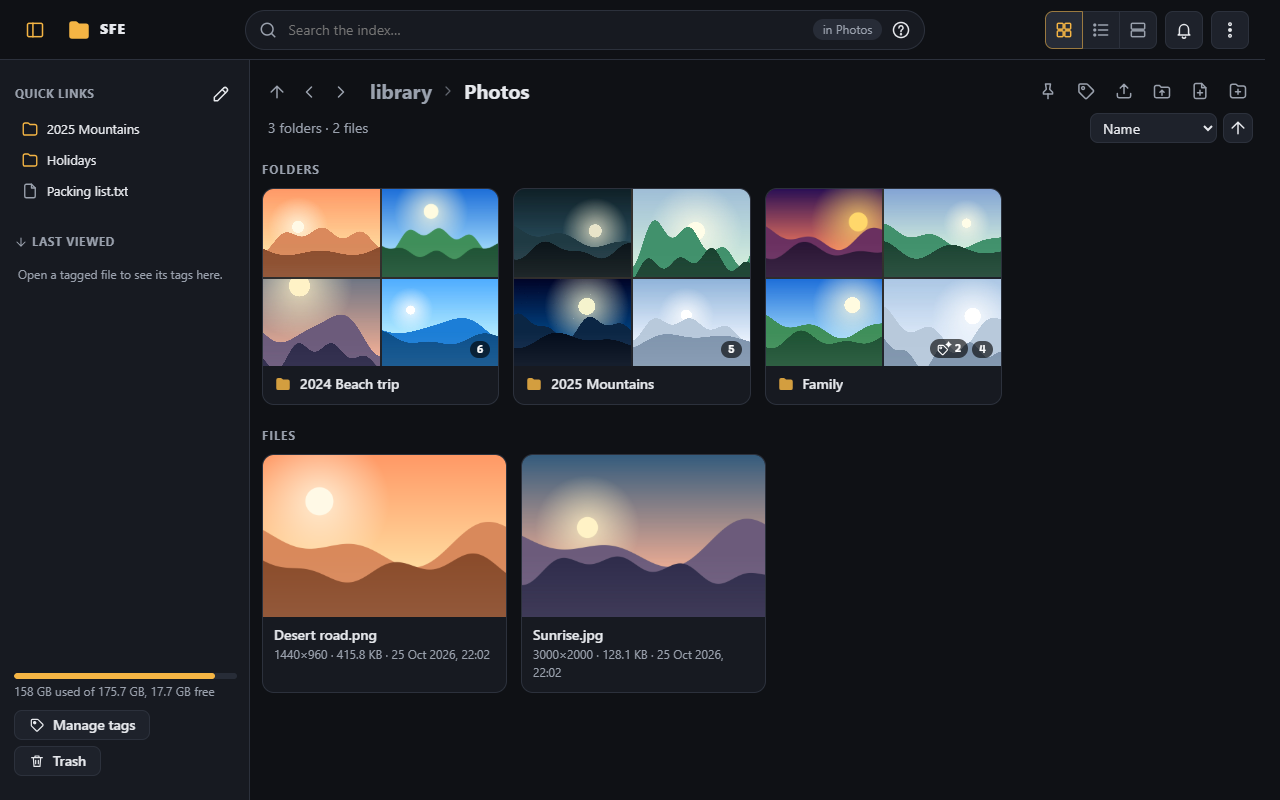 SFE
Search the index...
in Photos
QUICK LINKS
2025 Mountains
Holidays
Packing list.txt
LAST VIEWED
Open a tagged file to see its tags here.
158 GB used of 175.7 GB, 17.7 GB free
Manage tags
Trash
library > Photos
3 folders · 2 files
Name
FOLDERS
6
2024 Beach trip
5
2025 Mountains
2 4
Family
FILES
Desert road.png
1440×960 · 415.8 KB · 25 Oct 2026, 22:02
Sunrise.jpg
3000×2000 · 128.1 KB · 25 Oct 2026,
22:02